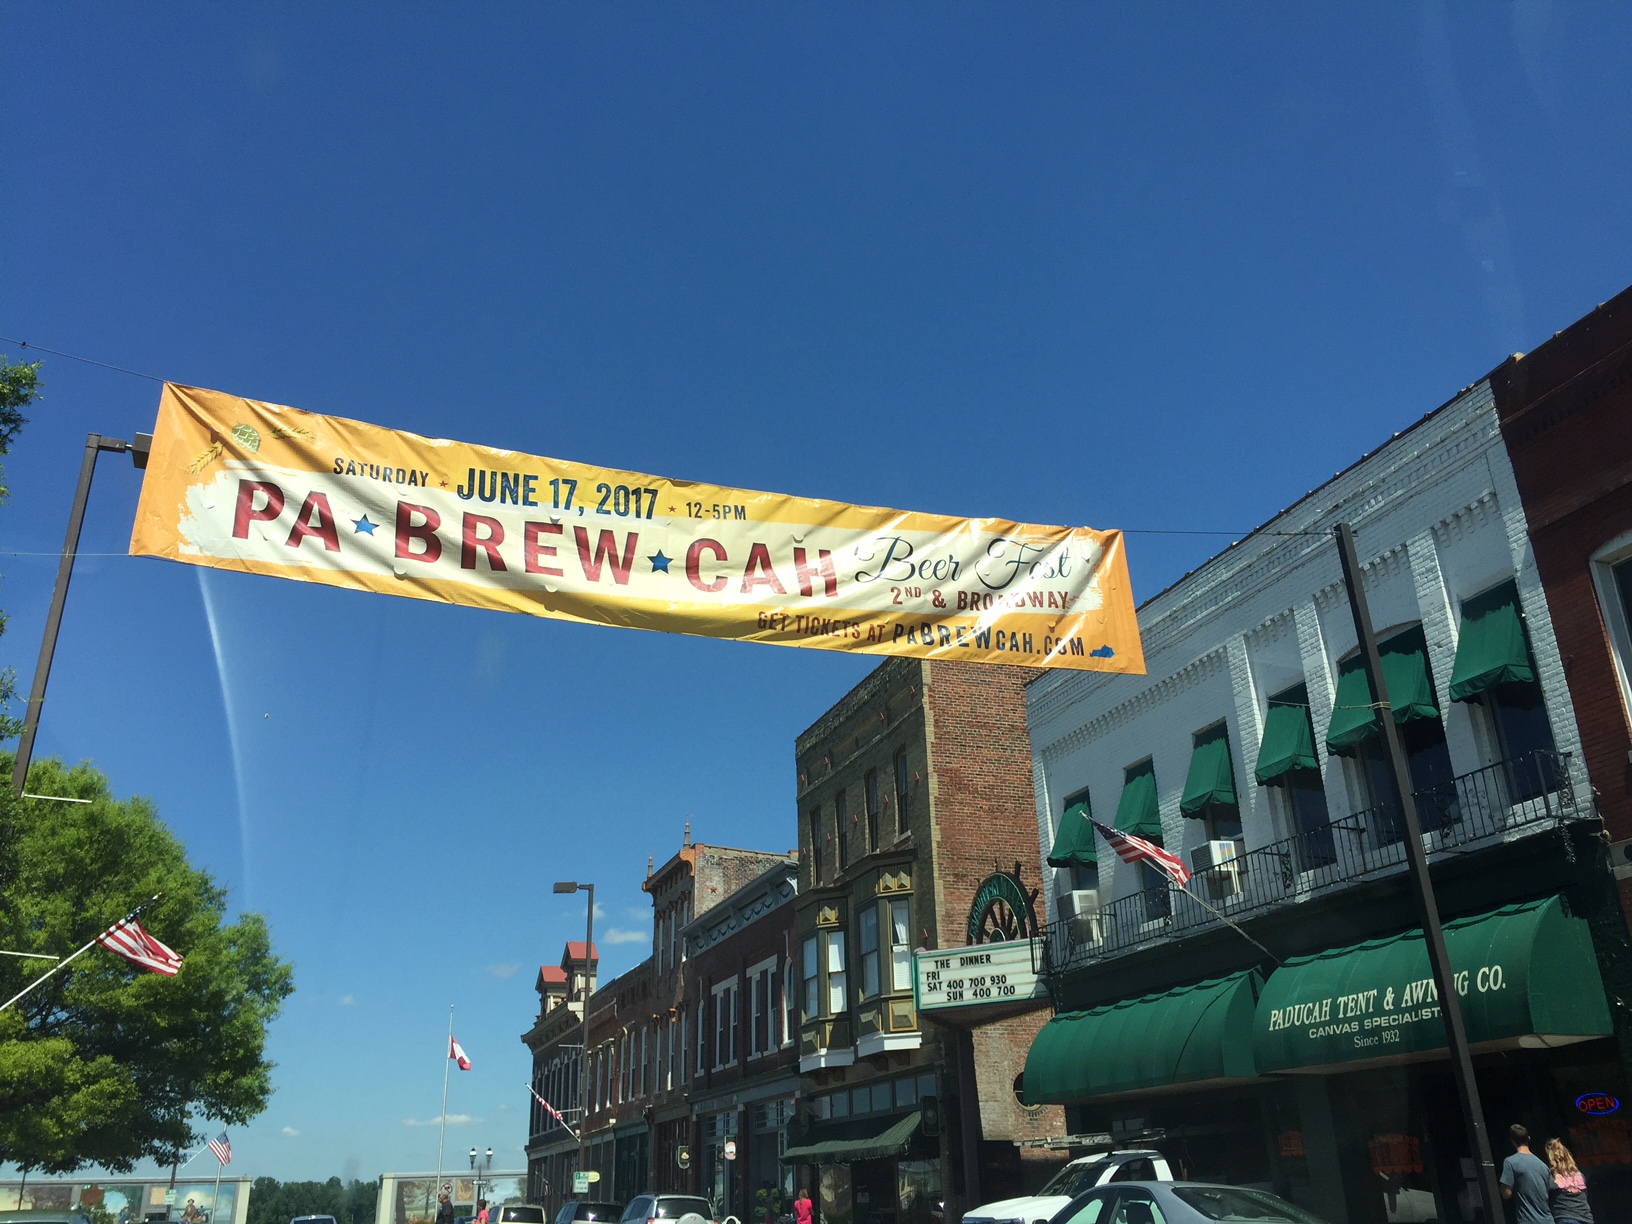 SATURDAY ★ JUNE 17, 2017 ★ 12-5PM
PA★BREW★CAH Beer Fest
2ND & BROADWAY
GET TICKETS AT PABREWCAH.COM
THE DINNER
FRI
SAT 400 700 930
SUN 400 700
PADUCAH TENT & AWNING CO.
CANVAS SPECIALISTS
Since 1932
OPEN